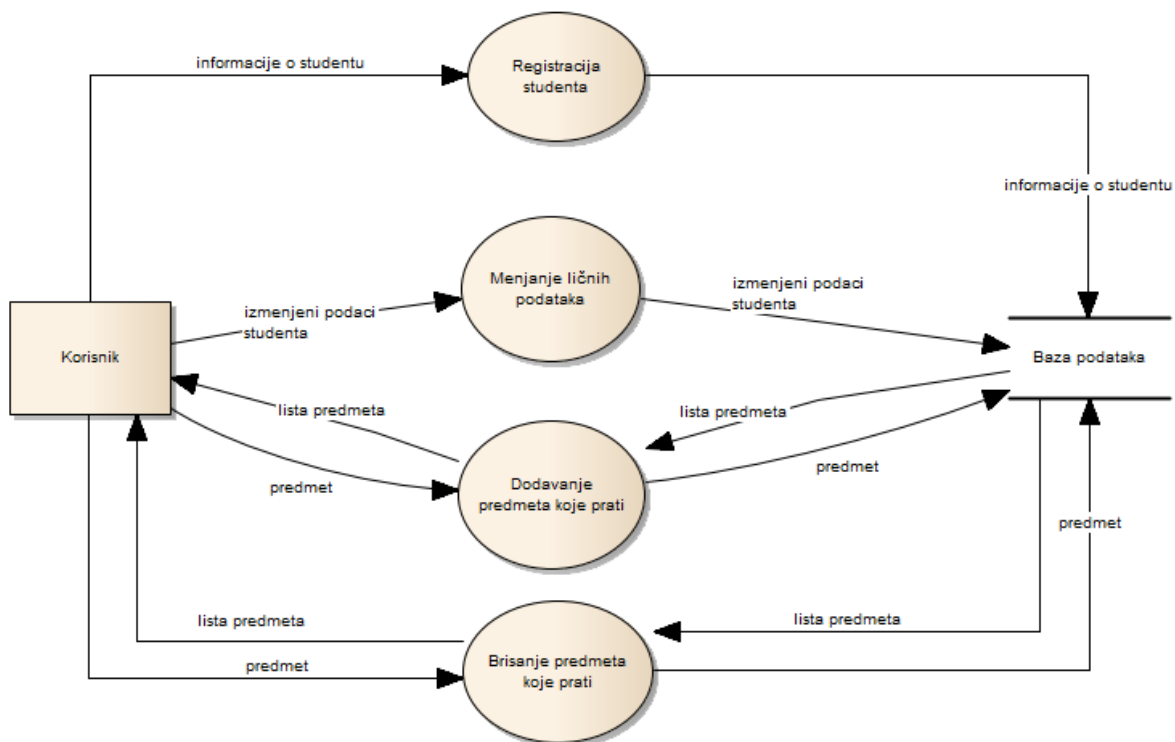 informacije o studentu
Registracija
studenta
informacije o studentu
Menjanje ličnih
podataka
izmenjeni podaci
studenta
izmenjeni podaci
studenta
Korisnik
Baza podataka
lista predmeta
lista predmeta
predmet
Dodavanje
predmeta koje prati
predmet
predmet
lista predmeta
lista predmeta
predmet
Brisanje predmeta
koje prati